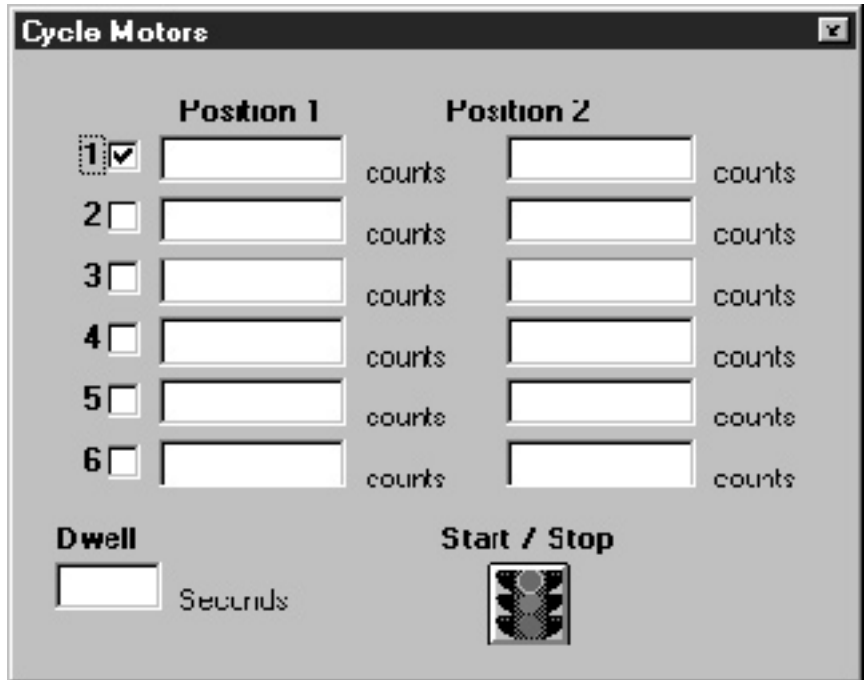 Cycle Motors
Position 1 Position 2
1 counts counts
2 counts counts
3 counts counts
4 counts counts
5 counts counts
6 counts counts
Dwell Start / Stop
Seconds